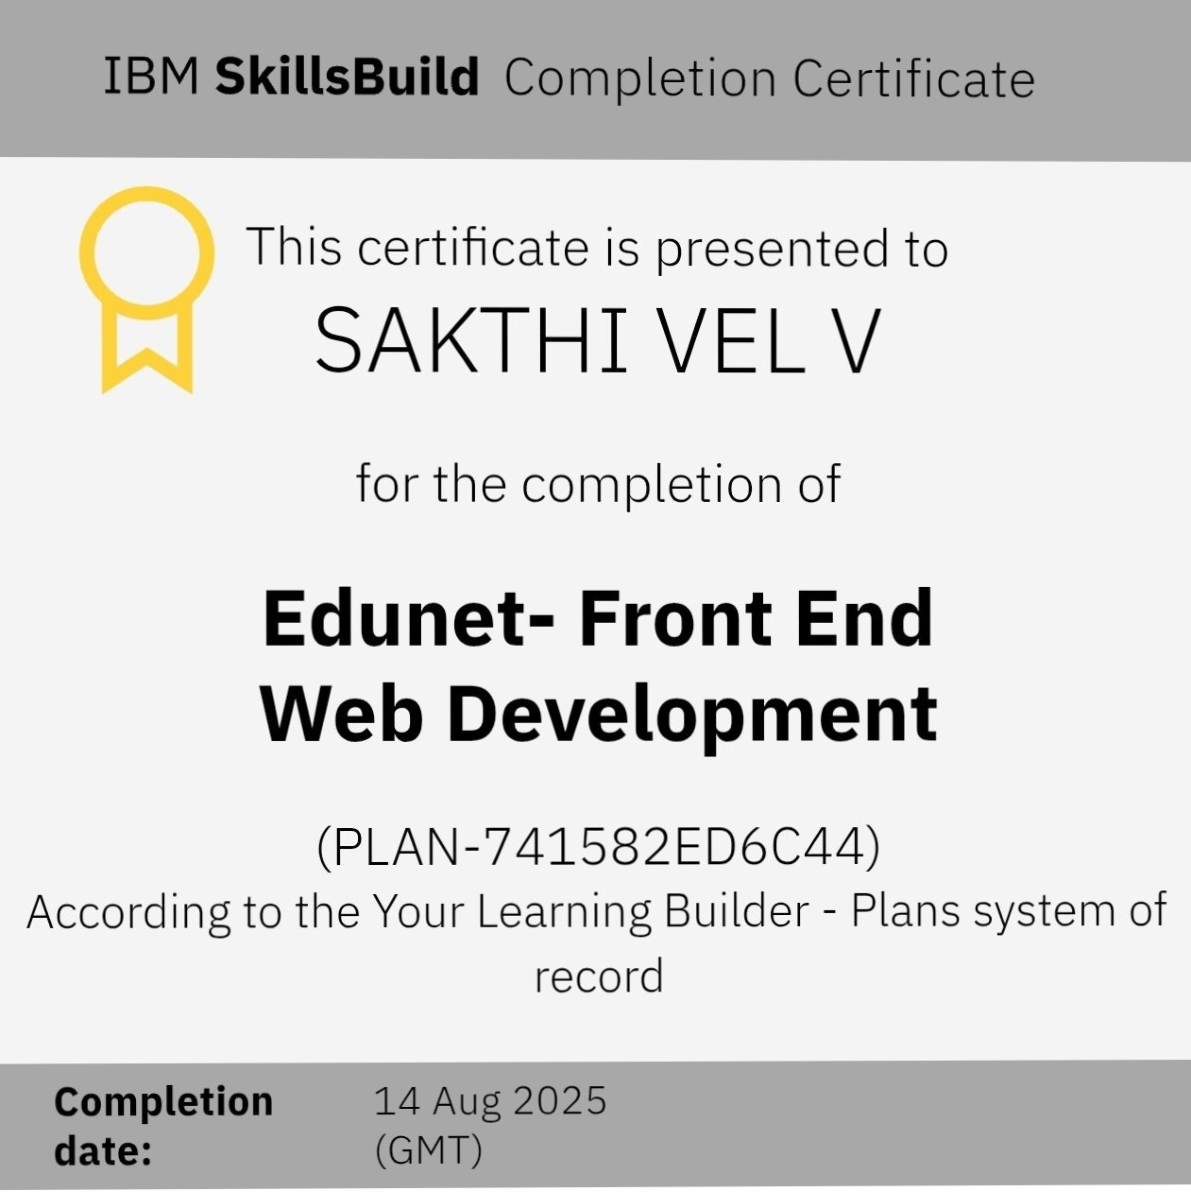 IBM SkillsBuild Completion Certificate
This certificate is presented to
SAKTHI VEL V
for the completion of
Edunet- Front End
Web Development
(PLAN-741582ED6C44)
According to the Your Learning Builder - Plans system of
record
Completion date:
14 Aug 2025 (GMT)